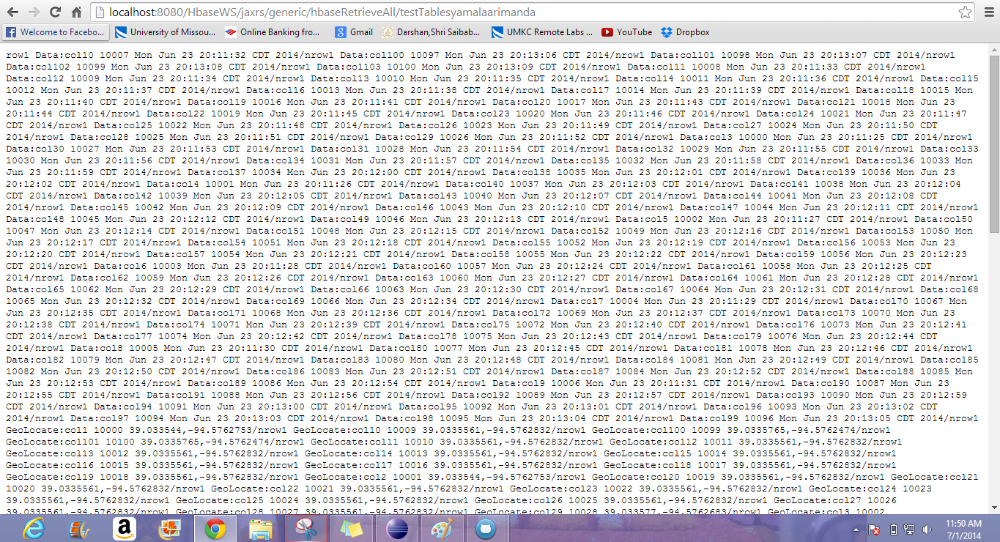 localhost:8080/HbaseWS/jaxrs/generic/hbaseRetrieveAll/testTablesyamalaarimanda
Welcome to Facebo... University of Missou... Online Banking fro... Gmail Darshan,Shri Saibab... UMKC Remote Labs ... YouTube Dropbox
row1 Data:col10 10007 Mon Jun 23 20:11:32 CDT 2014/nrow1 Data:col100 10097 Mon Jun 23 20:13:06 CDT 2014/nrow1 Data:col101 10098 Mon Jun 23 20:13:07 CDT 2014/nrow1
Data:col102 10099 Mon Jun 23 20:13:08 CDT 2014/nrow1 Data:col103 10100 Mon Jun 23 20:13:09 CDT 2014/nrow1 Data:col11 10008 Mon Jun 23 20:11:33 CDT 2014/nrow1
Data:col12 10009 Mon Jun 23 20:11:34 CDT 2014/nrow1 Data:col13 10010 Mon Jun 23 20:11:35 CDT 2014/nrow1 Data:col14 10011 Mon Jun 23 20:11:36 CDT 2014/nrow1 Data:col15
10012 Mon Jun 23 20:11:37 CDT 2014/nrow1 Data:col16 10013 Mon Jun 23 20:11:38 CDT 2014/nrow1 Data:col17 10014 Mon Jun 23 20:11:39 CDT 2014/nrow1 Data:col18 10015 Mon
Jun 23 20:11:40 CDT 2014/nrow1 Data:col19 10016 Mon Jun 23 20:11:41 CDT 2014/nrow1 Data:col20 10017 Mon Jun 23 20:11:43 CDT 2014/nrow1 Data:col21 10018 Mon Jun 23
20:11:44 CDT 2014/nrow1 Data:col22 10019 Mon Jun 23 20:11:45 CDT 2014/nrow1 Data:col23 10020 Mon Jun 23 20:11:46 CDT 2014/nrow1 Data:col24 10021 Mon Jun 23 20:11:47
CDT 2014/nrow1 Data:col25 10022 Mon Jun 23 20:11:48 CDT 2014/nrow1 Data:col26 10023 Mon Jun 23 20:11:49 CDT 2014/nrow1 Data:col27 10024 Mon Jun 23 20:11:50 CDT
2014/nrow1 Data:col28 10025 Mon Jun 23 20:11:51 CDT 2014/nrow1 Data:col29 10026 Mon Jun 23 20:11:52 CDT 2014/nrow1 Data:col3 10000 Mon Jun 23 20:11:25 CDT 2014/nrow1
Data:col30 10027 Mon Jun 23 20:11:53 CDT 2014/nrow1 Data:col31 10028 Mon Jun 23 20:11:54 CDT 2014/nrow1 Data:col32 10029 Mon Jun 23 20:11:55 CDT 2014/nrow1 Data:col33
10030 Mon Jun 23 20:11:56 CDT 2014/nrow1 Data:col34 10031 Mon Jun 23 20:11:57 CDT 2014/nrow1 Data:col35 10032 Mon Jun 23 20:11:58 CDT 2014/nrow1 Data:col36 10033 Mon
Jun 23 20:11:59 CDT 2014/nrow1 Data:col37 10034 Mon Jun 23 20:12:00 CDT 2014/nrow1 Data:col38 10035 Mon Jun 23 20:12:01 CDT 2014/nrow1 Data:col39 10036 Mon Jun 23
20:12:02 CDT 2014/nrow1 Data:col4 10001 Mon Jun 23 20:11:26 CDT 2014/nrow1 Data:col40 10037 Mon Jun 23 20:12:03 CDT 2014/nrow1 Data:col41 10038 Mon Jun 23 20:12:04
CDT 2014/nrow1 Data:col42 10039 Mon Jun 23 20:12:05 CDT 2014/nrow1 Data:col43 10040 Mon Jun 23 20:12:07 CDT 2014/nrow1 Data:col44 10041 Mon Jun 23 20:12:08 CDT
2014/nrow1 Data:col45 10042 Mon Jun 23 20:12:09 CDT 2014/nrow1 Data:col46 10043 Mon Jun 23 20:12:10 CDT 2014/nrow1 Data:col47 10044 Mon Jun 23 20:12:11 CDT 2014/nrow1
Data:col48 10045 Mon Jun 23 20:12:12 CDT 2014/nrow1 Data:col49 10046 Mon Jun 23 20:12:13 CDT 2014/nrow1 Data:col5 10002 Mon Jun 23 20:11:27 CDT 2014/nrow1 Data:col50
10047 Mon Jun 23 20:12:14 CDT 2014/nrow1 Data:col51 10048 Mon Jun 23 20:12:15 CDT 2014/nrow1 Data:col52 10049 Mon Jun 23 20:12:16 CDT 2014/nrow1 Data:col53 10050 Mon
Jun 23 20:12:17 CDT 2014/nrow1 Data:col54 10051 Mon Jun 23 20:12:18 CDT 2014/nrow1 Data:col55 10052 Mon Jun 23 20:12:19 CDT 2014/nrow1 Data:col56 10053 Mon Jun 23
20:12:20 CDT 2014/nrow1 Data:col57 10054 Mon Jun 23 20:12:21 CDT 2014/nrow1 Data:col58 10055 Mon Jun 23 20:12:22 CDT 2014/nrow1 Data:col59 10056 Mon Jun 23 20:12:23
CDT 2014/nrow1 Data:col6 10003 Mon Jun 23 20:11:28 CDT 2014/nrow1 Data:col60 10057 Mon Jun 23 20:12:24 CDT 2014/nrow1 Data:col61 10058 Mon Jun 23 20:12:25 CDT
2014/nrow1 Data:col62 10059 Mon Jun 23 20:12:26 CDT 2014/nrow1 Data:col63 10060 Mon Jun 23 20:12:27 CDT 2014/nrow1 Data:col64 10061 Mon Jun 23 20:12:28 CDT 2014/nrow1
Data:col65 10062 Mon Jun 23 20:12:29 CDT 2014/nrow1 Data:col66 10063 Mon Jun 23 20:12:30 CDT 2014/nrow1 Data:col67 10064 Mon Jun 23 20:12:31 CDT 2014/nrow1 Data:col68
10065 Mon Jun 23 20:12:32 CDT 2014/nrow1 Data:col69 10066 Mon Jun 23 20:12:34 CDT 2014/nrow1 Data:col7 10004 Mon Jun 23 20:11:29 CDT 2014/nrow1 Data:col70 10067 Mon
Jun 23 20:12:35 CDT 2014/nrow1 Data:col71 10068 Mon Jun 23 20:12:36 CDT 2014/nrow1 Data:col72 10069 Mon Jun 23 20:12:37 CDT 2014/nrow1 Data:col73 10070 Mon Jun 23
20:12:38 CDT 2014/nrow1 Data:col74 10071 Mon Jun 23 20:12:39 CDT 2014/nrow1 Data:col75 10072 Mon Jun 23 20:12:40 CDT 2014/nrow1 Data:col76 10073 Mon Jun 23 20:12:41
CDT 2014/nrow1 Data:col77 10074 Mon Jun 23 20:12:42 CDT 2014/nrow1 Data:col78 10075 Mon Jun 23 20:12:43 CDT 2014/nrow1 Data:col79 10076 Mon Jun 23 20:12:44 CDT
2014/nrow1 Data:col8 10005 Mon Jun 23 20:11:30 CDT 2014/nrow1 Data:col80 10077 Mon Jun 23 20:12:45 CDT 2014/nrow1 Data:col81 10078 Mon Jun 23 20:12:46 CDT 2014/nrow1
Data:col82 10079 Mon Jun 23 20:12:47 CDT 2014/nrow1 Data:col83 10080 Mon Jun 23 20:12:48 CDT 2014/nrow1 Data:col84 10081 Mon Jun 23 20:12:49 CDT 2014/nrow1 Data:col85
10082 Mon Jun 23 20:12:50 CDT 2014/nrow1 Data:col86 10083 Mon Jun 23 20:12:51 CDT 2014/nrow1 Data:col87 10084 Mon Jun 23 20:12:52 CDT 2014/nrow1 Data:col88 10085 Mon
Jun 23 20:12:53 CDT 2014/nrow1 Data:col89 10086 Mon Jun 23 20:12:54 CDT 2014/nrow1 Data:col9 10006 Mon Jun 23 20:11:31 CDT 2014/nrow1 Data:col90 10087 Mon Jun 23
20:12:55 CDT 2014/nrow1 Data:col91 10088 Mon Jun 23 20:12:56 CDT 2014/nrow1 Data:col92 10089 Mon Jun 23 20:12:57 CDT 2014/nrow1 Data:col93 10090 Mon Jun 23 20:12:59
CDT 2014/nrow1 Data:col94 10091 Mon Jun 23 20:13:00 CDT 2014/nrow1 Data:col95 10092 Mon Jun 23 20:13:01 CDT 2014/nrow1 Data:col96 10093 Mon Jun 23 20:13:02 CDT
2014/nrow1 Data:col97 10094 Mon Jun 23 20:13:03 CDT 2014/nrow1 Data:col98 10095 Mon Jun 23 20:13:04 CDT 2014/nrow1 Data:col99 10096 Mon Jun 23 20:13:05 CDT 2014/nrow1
GeoLocate:col1 10000 39.033544,-94.5762753/nrow1 GeoLocate:col10 10009 39.0335561,-94.5762832/nrow1 GeoLocate:col100 10099 39.0335765,-94.5762474/nrow1
GeoLocate:col101 10100 39.0335765,-94.5762474/nrow1 GeoLocate:col11 10010 39.0335561,-94.5762832/nrow1 GeoLocate:col12 10011 39.0335561,-94.5762832/nrow1
GeoLocate:col13 10012 39.0335561,-94.5762832/nrow1 GeoLocate:col14 10013 39.0335561,-94.5762832/nrow1 GeoLocate:col15 10014 39.0335561,-94.5762832/nrow1
GeoLocate:col16 10015 39.0335561,-94.5762832/nrow1 GeoLocate:col17 10016 39.0335561,-94.5762832/nrow1 GeoLocate:col18 10017 39.0335561,-94.5762832/nrow1
GeoLocate:col19 10018 39.0335561,-94.5762832/nrow1 GeoLocate:col2 10001 39.033544,-94.5762753/nrow1 GeoLocate:col20 10019 39.0335561,-94.5762832/nrow1 GeoLocate:col21
10020 39.0335561,-94.5762832/nrow1 GeoLocate:col22 10021 39.0335561,-94.5762832/nrow1 GeoLocate:col23 10022 39.0335561,-94.5762832/nrow1 GeoLocate:col24 10023
39.0335561,-94.5762832/nrow1 GeoLocate:col25 10024 39.0335561,-94.5762832/nrow1 GeoLocate:col26 10025 39.0335561,-94.5762832/nrow1 GeoLocate:col27 10026
39.0335561,-94.5762832/nrow1 GeoLocate:col28 10027 39.0335561,-94.5762832/nrow1 GeoLocate:col29 10028 39.033577,-94.5762683/nrow1 GeoLocate:col3 10002
11:50 AM
7/1/2014